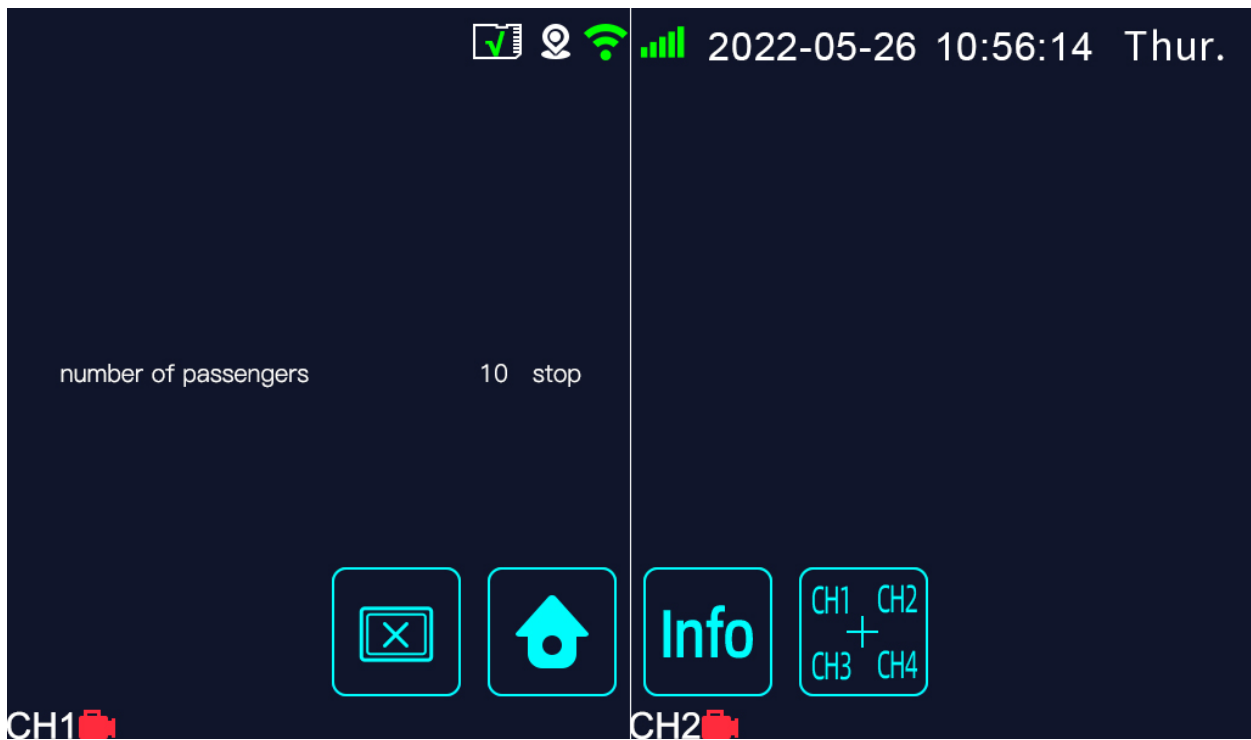 2022-05-26 10:56:14 Thur.
number of passengers 10 stop
Info
CH1 CH2
CH3 CH4
CH1 CH2